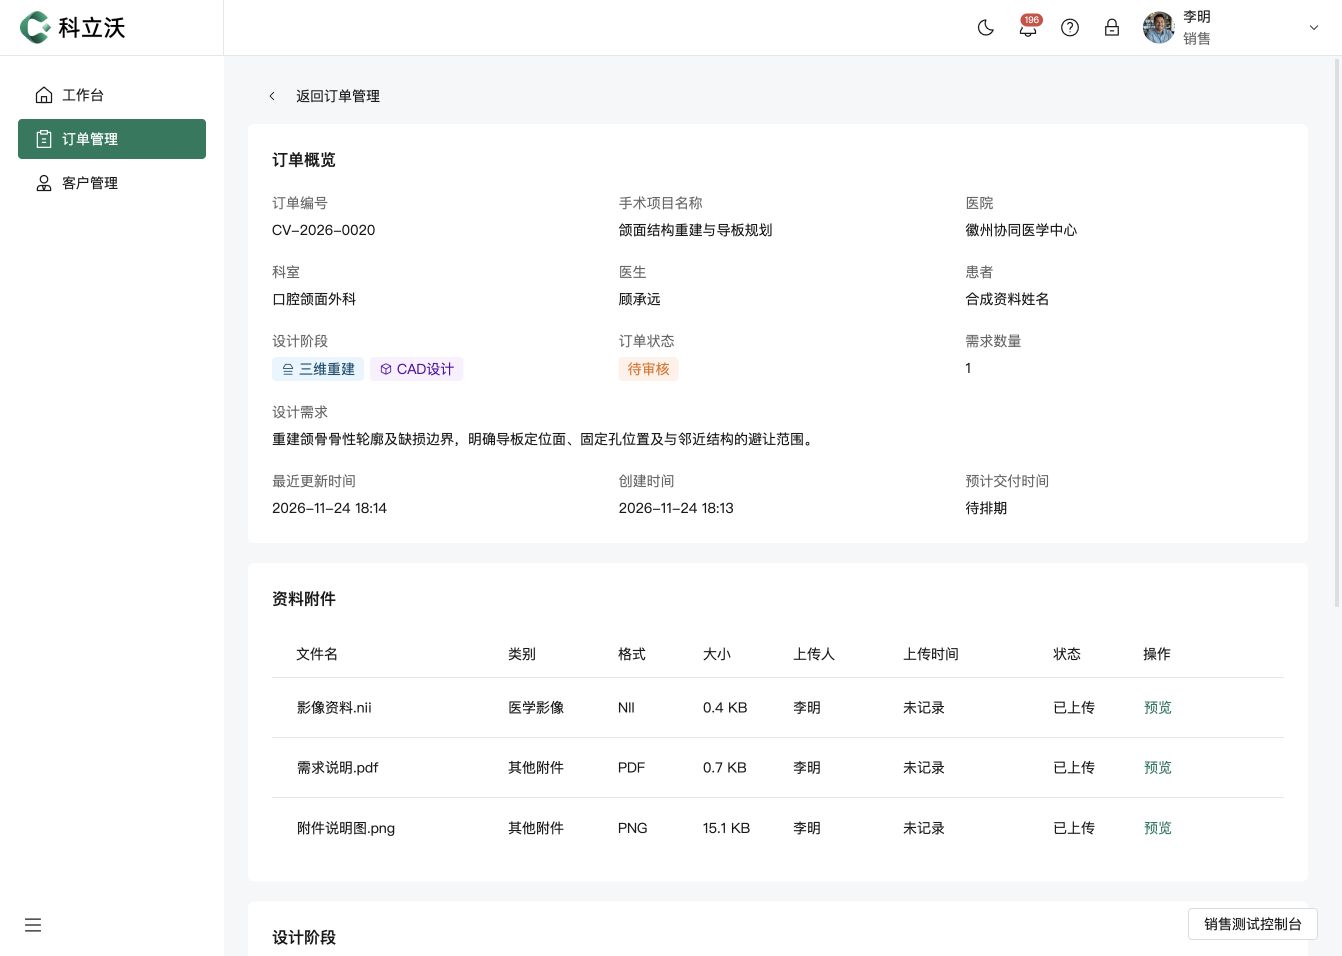 科立沃
196
李明
销售
工作台
订单管理
客户管理
返回订单管理
订单概览
订单编号 手术项目名称 医院
CV-2026-0020 颌面结构重建与导板规划 徽州协同医学中心
科室 医生 患者
口腔颌面外科 顾承远 合成资料姓名
设计阶段 订单状态 需求数量
三维重建 CAD设计 待审核 1
设计需求
重建颌骨骨性轮廓及缺损边界，明确导板定位面、固定孔位置及与邻近结构的避让范围。
最近更新时间 创建时间 预计交付时间
2026-11-24 18:14 2026-11-24 18:13 待排期
资料附件
文件名 类别 格式 大小 上传人 上传时间 状态 操作
影像资料.nii 医学影像 NII 0.4 KB 李明 未记录 已上传 预览
需求说明.pdf 其他附件 PDF 0.7 KB 李明 未记录 已上传 预览
附件说明图.png 其他附件 PNG 15.1 KB 李明 未记录 已上传 预览
设计阶段
销售测试控制台